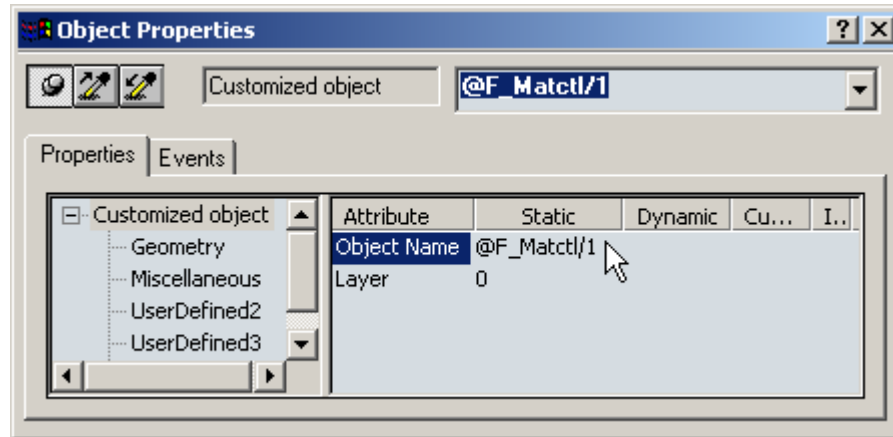 Object Properties
Customized object @F_Matctl/1
Properties Events
Customized object
Geometry
Miscellaneous
UserDefined2
UserDefined3
Attribute Static Dynamic Cu... I..
Object Name @F_Matctl/1
Layer 0